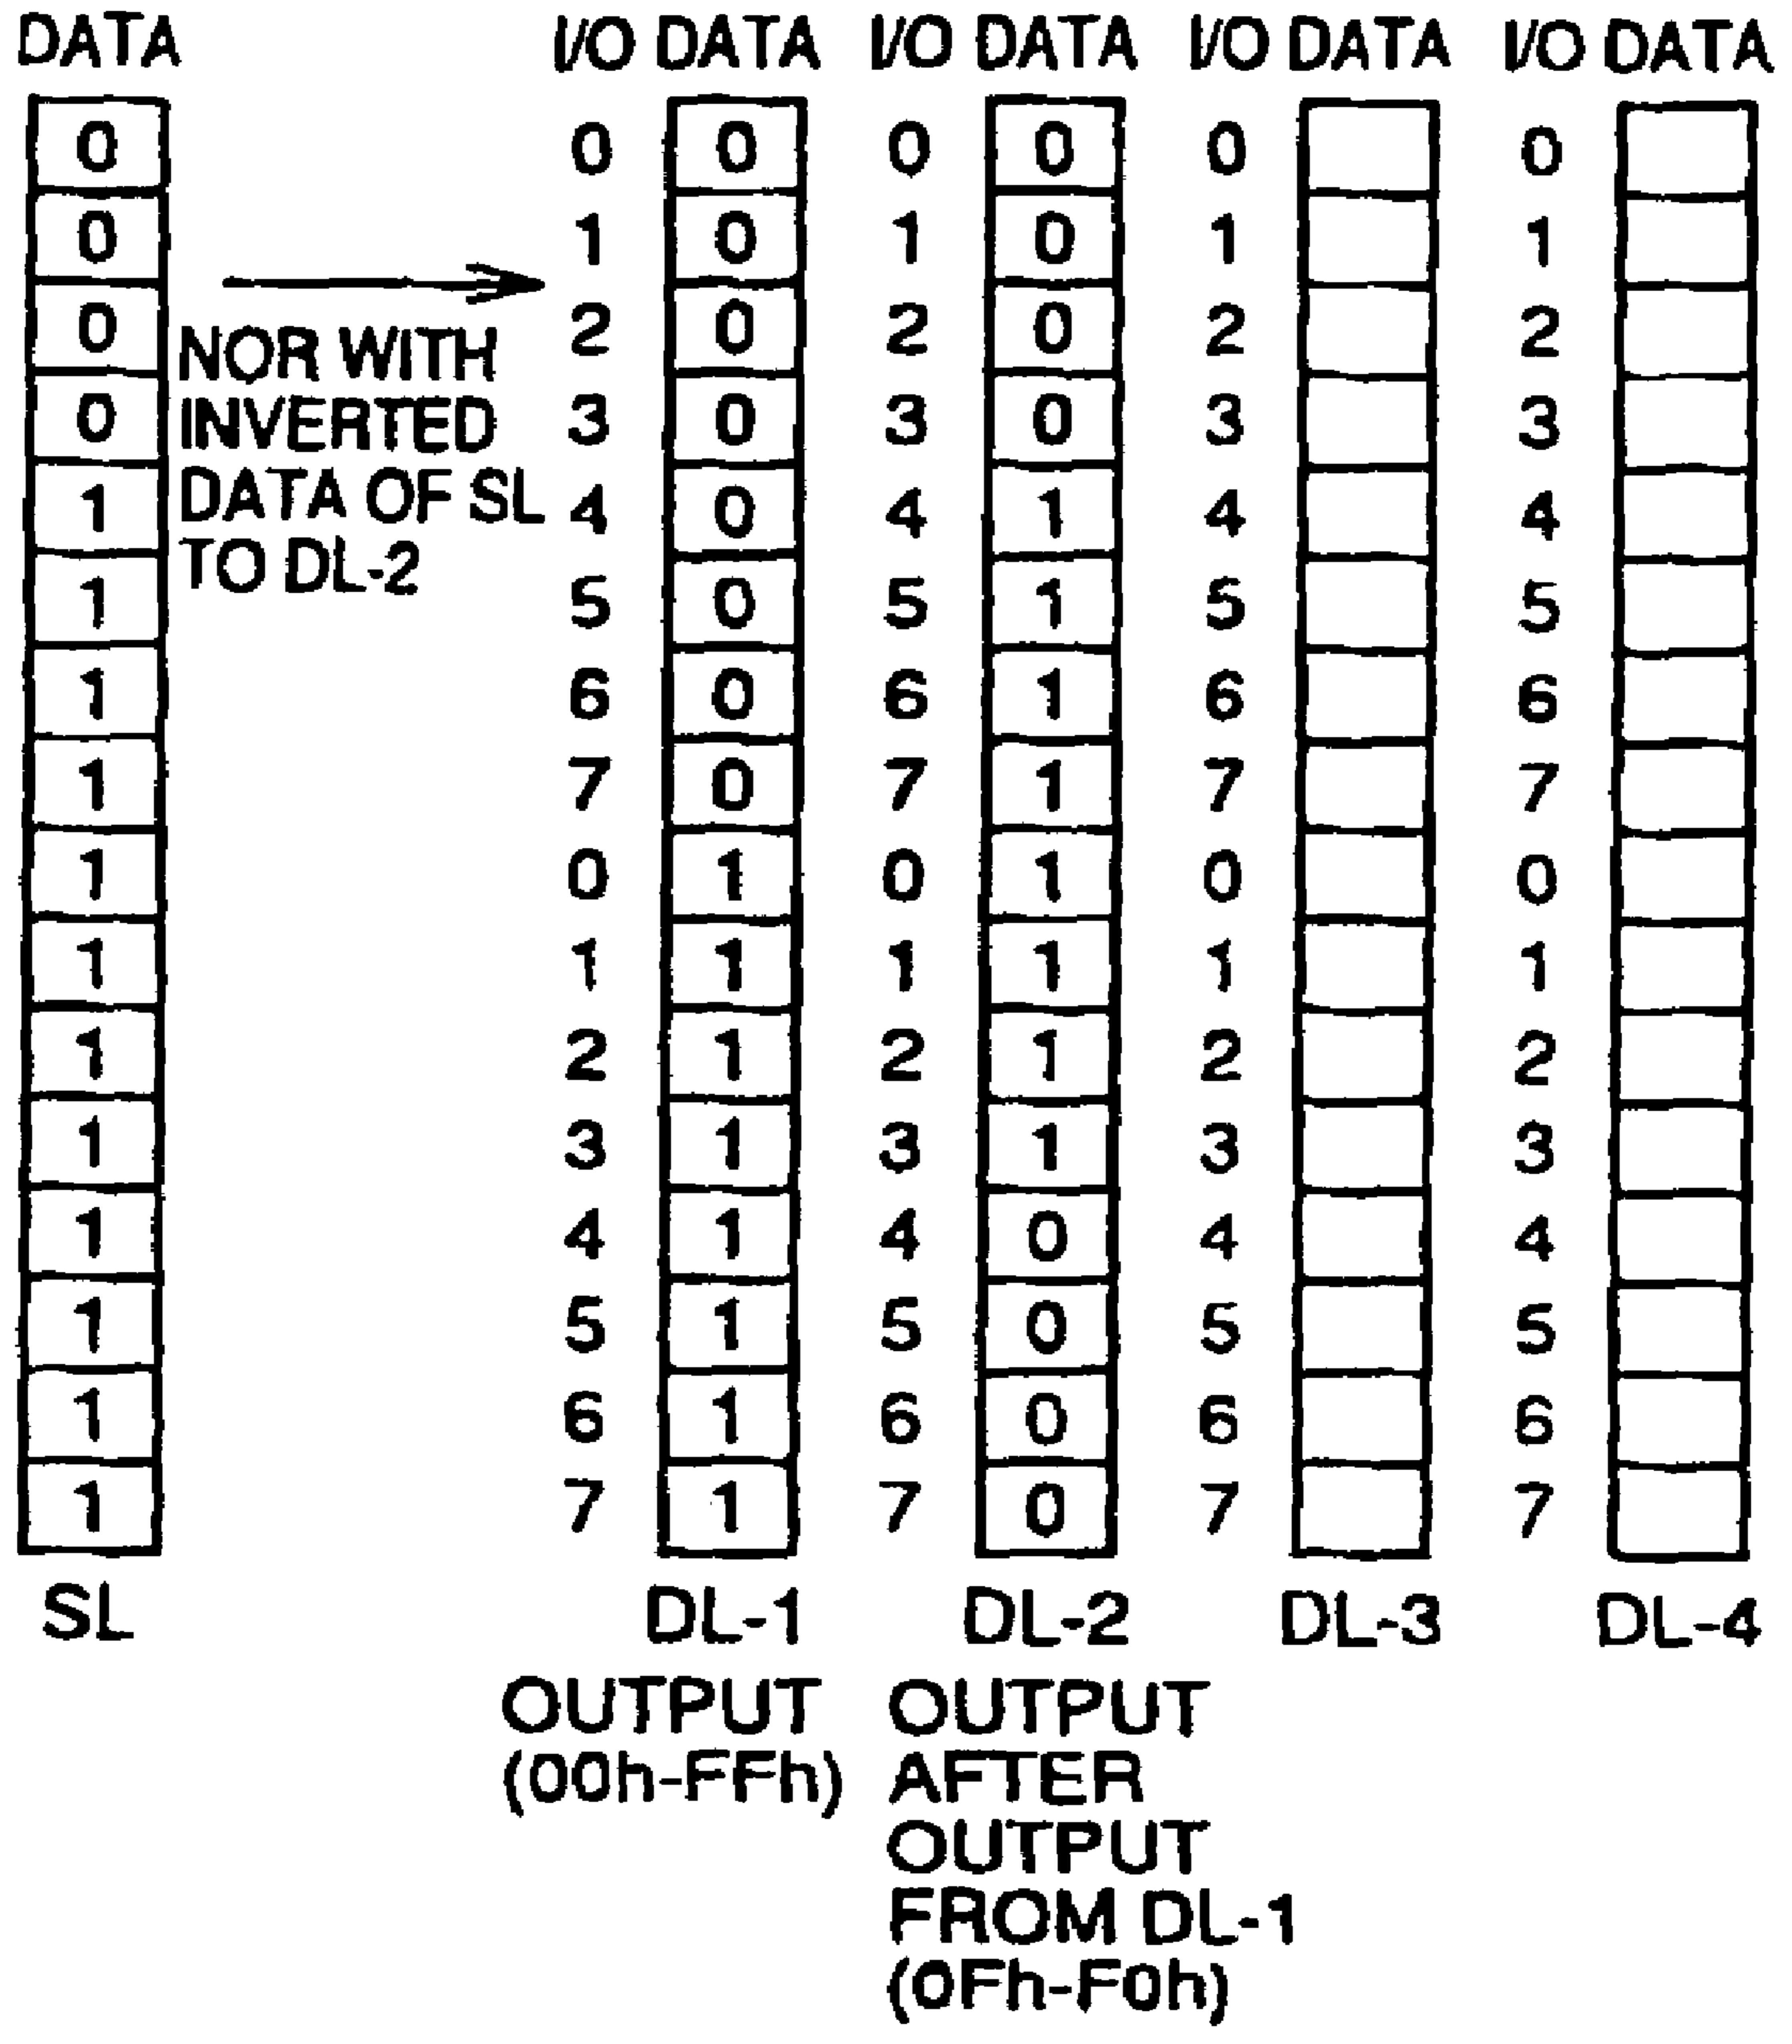 DATA I/O DATA I/O DATA I/O DATA I/O DATA
0 0 0 0 0 0 0
0 1 0 1 0 1 1
0 2 0 2 0 2 2
0 3 0 3 0 3 3
1 4 0 4 1 4 4
1 5 0 5 1 5 5
1 6 0 6 1 6 6
1 7 0 7 1 7 7
1 0 1 0 1 0 0
1 1 1 1 1 1 1
1 2 1 2 1 2 2
1 3 1 3 1 3 3
1 4 1 4 0 4 4
1 5 1 5 0 5 5
1 6 1 6 0 6 6
1 7 1 7 0 7 7
NOR WITH
INVERTED
DATA OF SL
TO DL-2
SL DL-1 DL-2 DL-3 DL-4
OUTPUT
(00h-FFh)
OUTPUT
AFTER
OUTPUT
FROM DL-1
(0Fh-F0h)